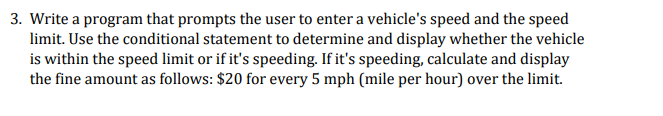 3. Write a program that prompts the user to enter a vehicle's speed and the speed
limit. Use the conditional statement to determine and display whether the vehicle
is within the speed limit or if it's speeding. If it's speeding, calculate and display
the fine amount as follows: $20 for every 5 mph (mile per hour) over the limit.